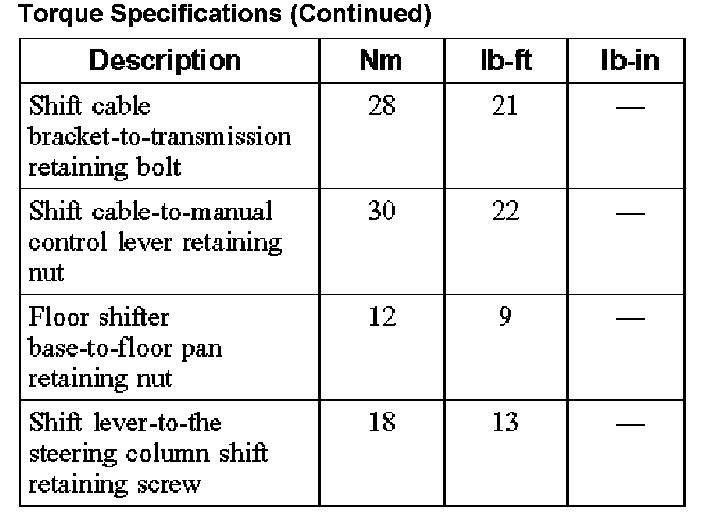 Torque Specifications (Continued)
Description Nm lb-ft lb-in
Shift cable 28 21 —
bracket-to-transmission
retaining bolt
Shift cable-to-manual 30 22 —
control lever retaining
nut
Floor shifter 12 9 —
base-to-floor pan
retaining nut
Shift lever-to-the 18 13 —
steering column shift
retaining screw